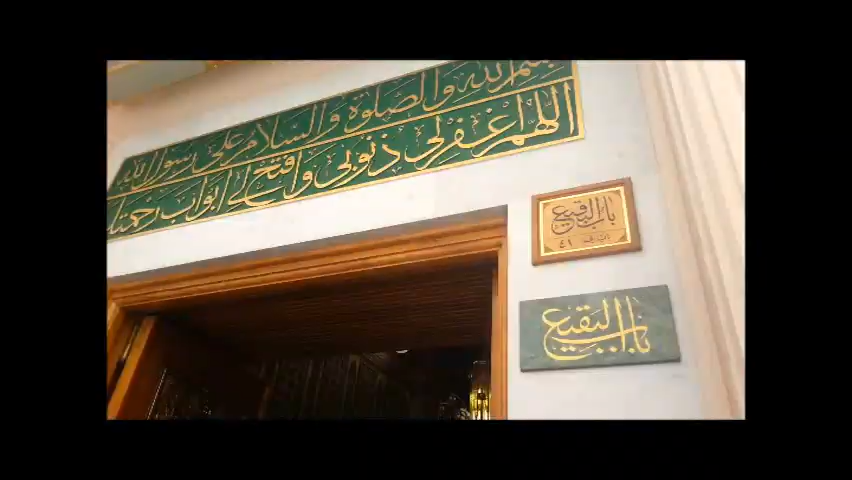 بسم الله والصلوة والسلام على رسول الله
اللهم اغفر لي ذنوبي وافتح لي ابواب رحمتك
باب البقيع
٤١
باب البقيع